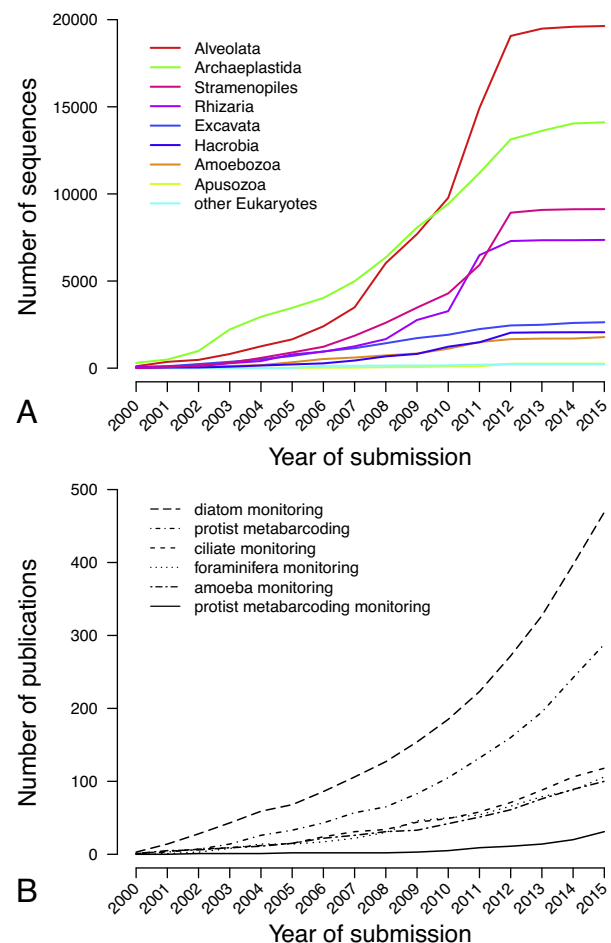 20000
15000
10000
5000
0
Number of sequences
Alveolata
Archaeplastida
Stramenopiles
Rhizaria
Excavata
Hacrobia
Amoebozoa
Apusozoa
other Eukaryotes
2000 2001 2002 2003 2004 2005 2006 2007 2008 2009 2010 2011 2012 2013 2014 2015
A
Year of submission
500
400
300
200
100
0
Number of publications
diatom monitoring
protist metabarcoding
ciliate monitoring
foraminifera monitoring
amoeba monitoring
protist metabarcoding monitoring
2000 2001 2002 2003 2004 2005 2006 2007 2008 2009 2010 2011 2012 2013 2014 2015
B
Year of submission